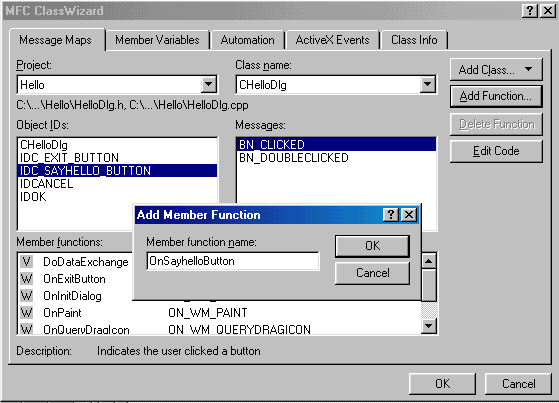 MFC ClassWizard
Message Maps Member Variables Automation ActiveX Events Class Info
Project: Class name:
Hello CHelloDlg
Add Class...
C:\...\Hello\HelloDlg.h, C:\...\Hello\HelloDlg.cpp
Add Function...
Object IDs: Messages:
Delete Function
CHelloDlg BN_CLICKED
IDC_EXIT_BUTTON BN_DOUBLECLICKED
Edit Code
IDC_SAYHELLO_BUTTON
IDCANCEL
IDOK
Add Member Function
Member function name:
OK
OnSayhelloButton
Cancel
Member functions:
V DoDataExchange
W OnExitButton
W OnInitDialog
W OnPaint ON_WM_PAINT
W OnQueryDragIcon ON_WM_QUERYDRAGICON
Description: Indicates the user clicked a button
OK Cancel